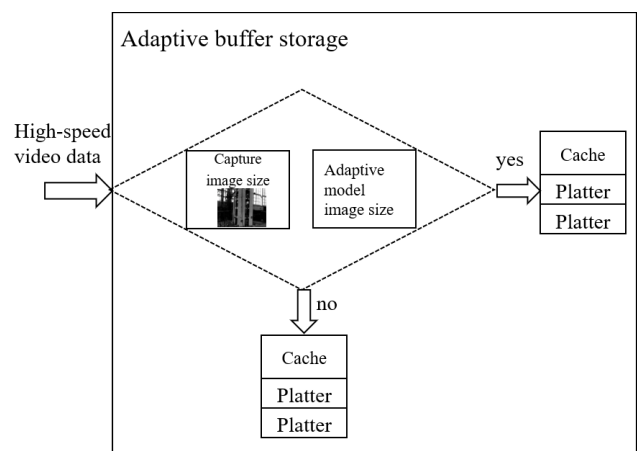 Adaptive buffer storage
High-speed
video data
Capture
image size
Adaptive
model
image size
yes
Cache
Platter
Platter
no
Cache
Platter
Platter